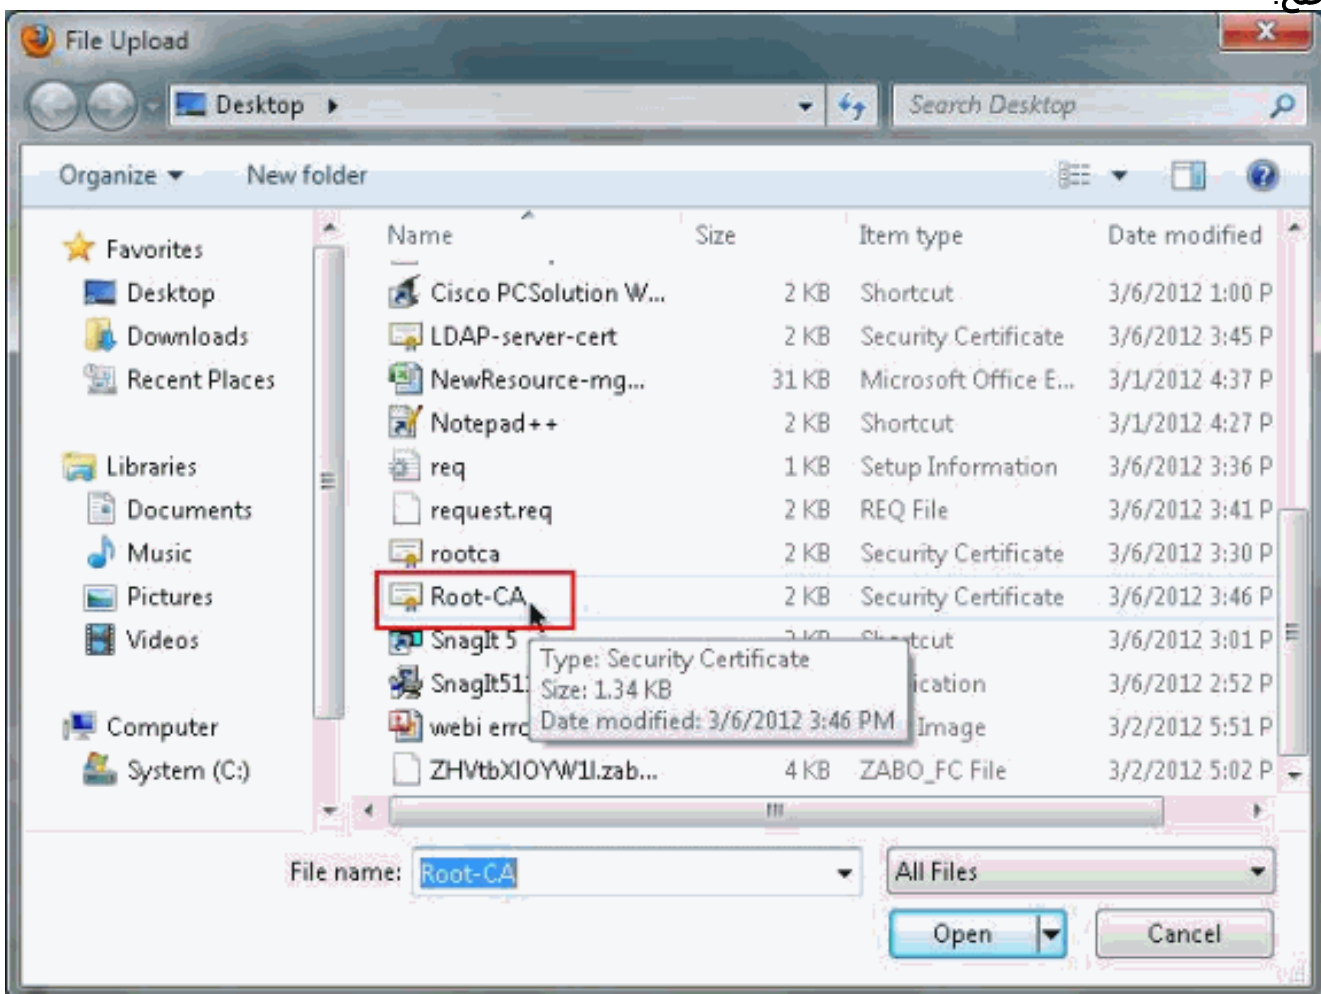 File Upload
Desktop
Search Desktop
Organize New folder
Name Size Item type Date modified
Favorites
Desktop
Downloads
Recent Places
Libraries
Documents
Music
Pictures
Videos
Computer
System (C:)
Cisco PCSolution W... 2 KB Shortcut 3/6/2012 1:00 P
LDAP-server-cert 2 KB Security Certificate 3/6/2012 3:45 P
NewResource-mg... 31 KB Microsoft Office E... 3/1/2012 4:37 P
Notepad++ 2 KB Shortcut 3/1/2012 4:27 P
req 1 KB Setup Information 3/6/2012 3:36 P
request.req 2 KB REQ File 3/6/2012 3:41 P
rootca 2 KB Security Certificate 3/6/2012 3:30 P
Root-CA 2 KB Security Certificate 3/6/2012 3:46 P
SnagIt 5 3/6/2012 3:01 P
SnagIt51 3/6/2012 2:52 P
webi erro Image 3/2/2012 5:51 P
Type: Security Certificate
Size: 1.34 KB
Date modified: 3/6/2012 3:46 PM
4 KB ZABO_FC File 3/2/2012 5:02 P
File name: Root-CA All Files
Open Cancel